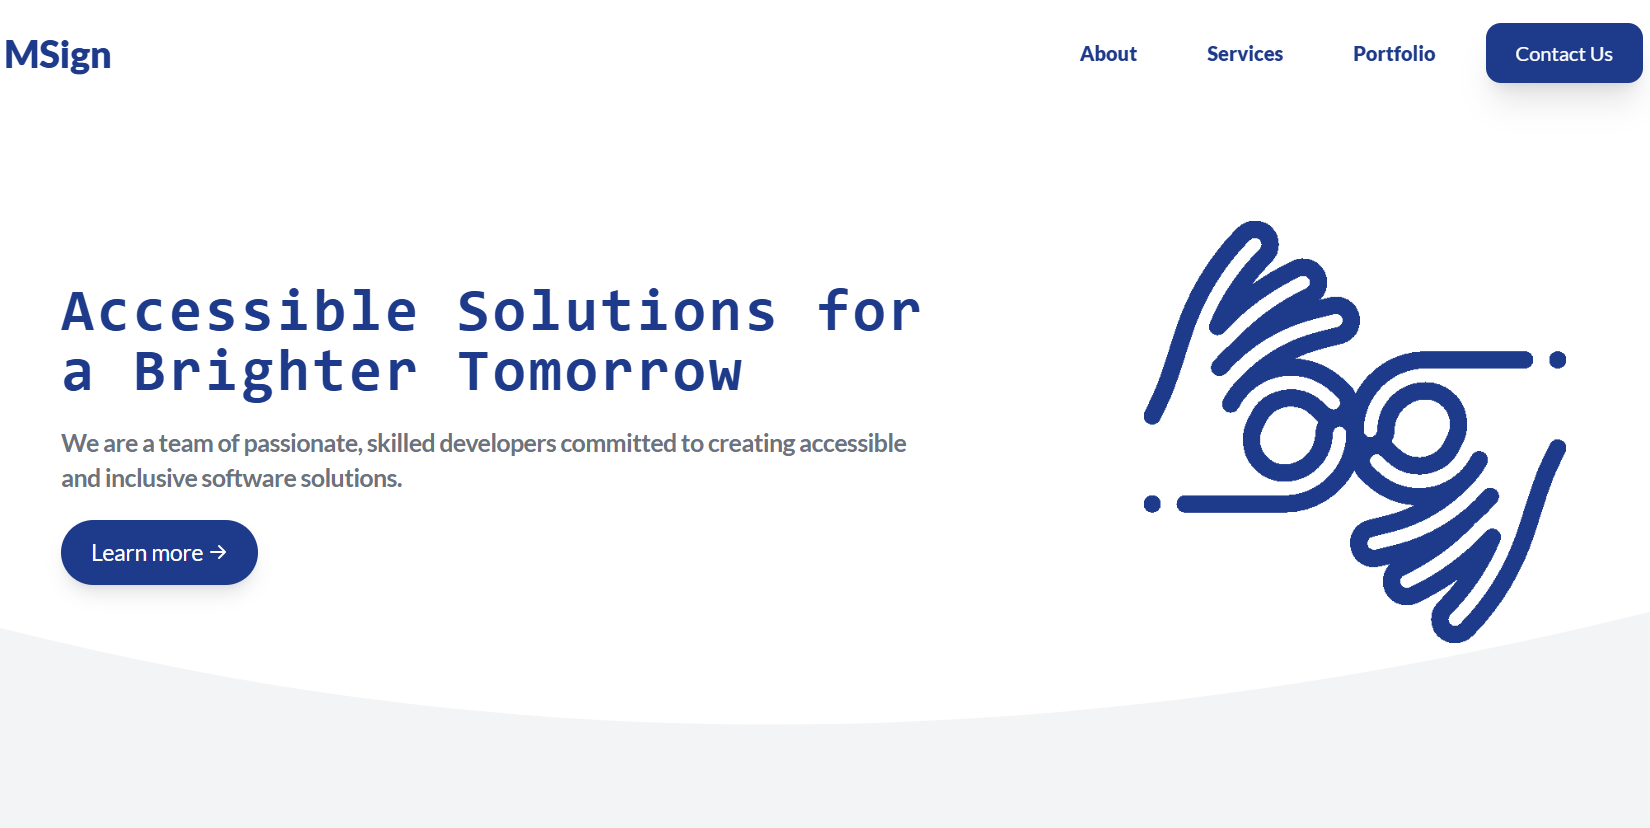 MSign
About Services Portfolio Contact Us
Accessible Solutions for
a Brighter Tomorrow
We are a team of passionate, skilled developers committed to creating accessible
and inclusive software solutions.
Learn more →